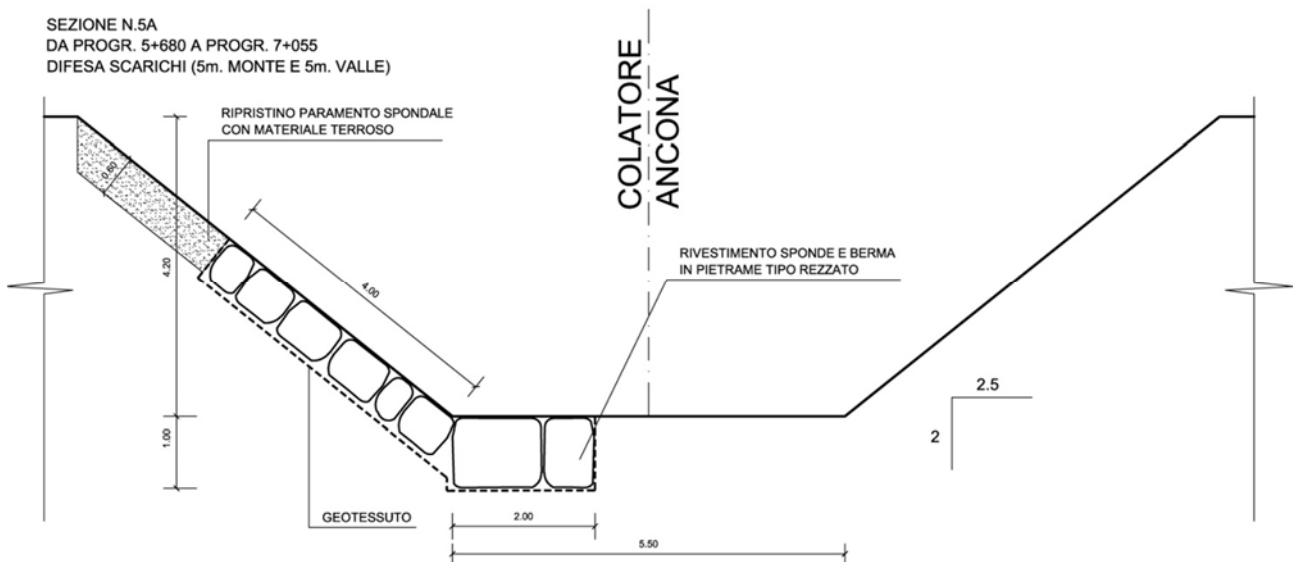 SEZIONE N.5A
DA PROGR. 5+680 A PROGR. 7+055
DIFESA SCARICHI (5m. MONTE E 5m. VALLE)
RIPRISTINO PARAMENTO SPONDALE
CON MATERIALE TERROSO
COLATORE
ANCONA
0.60
4.20
4.00
RIVESTIMENTO SPONDE E BERMA
IN PIETRAME TIPO REZZATO
2.5
2
1.00
GEOTESSUTO
2.00
5.50